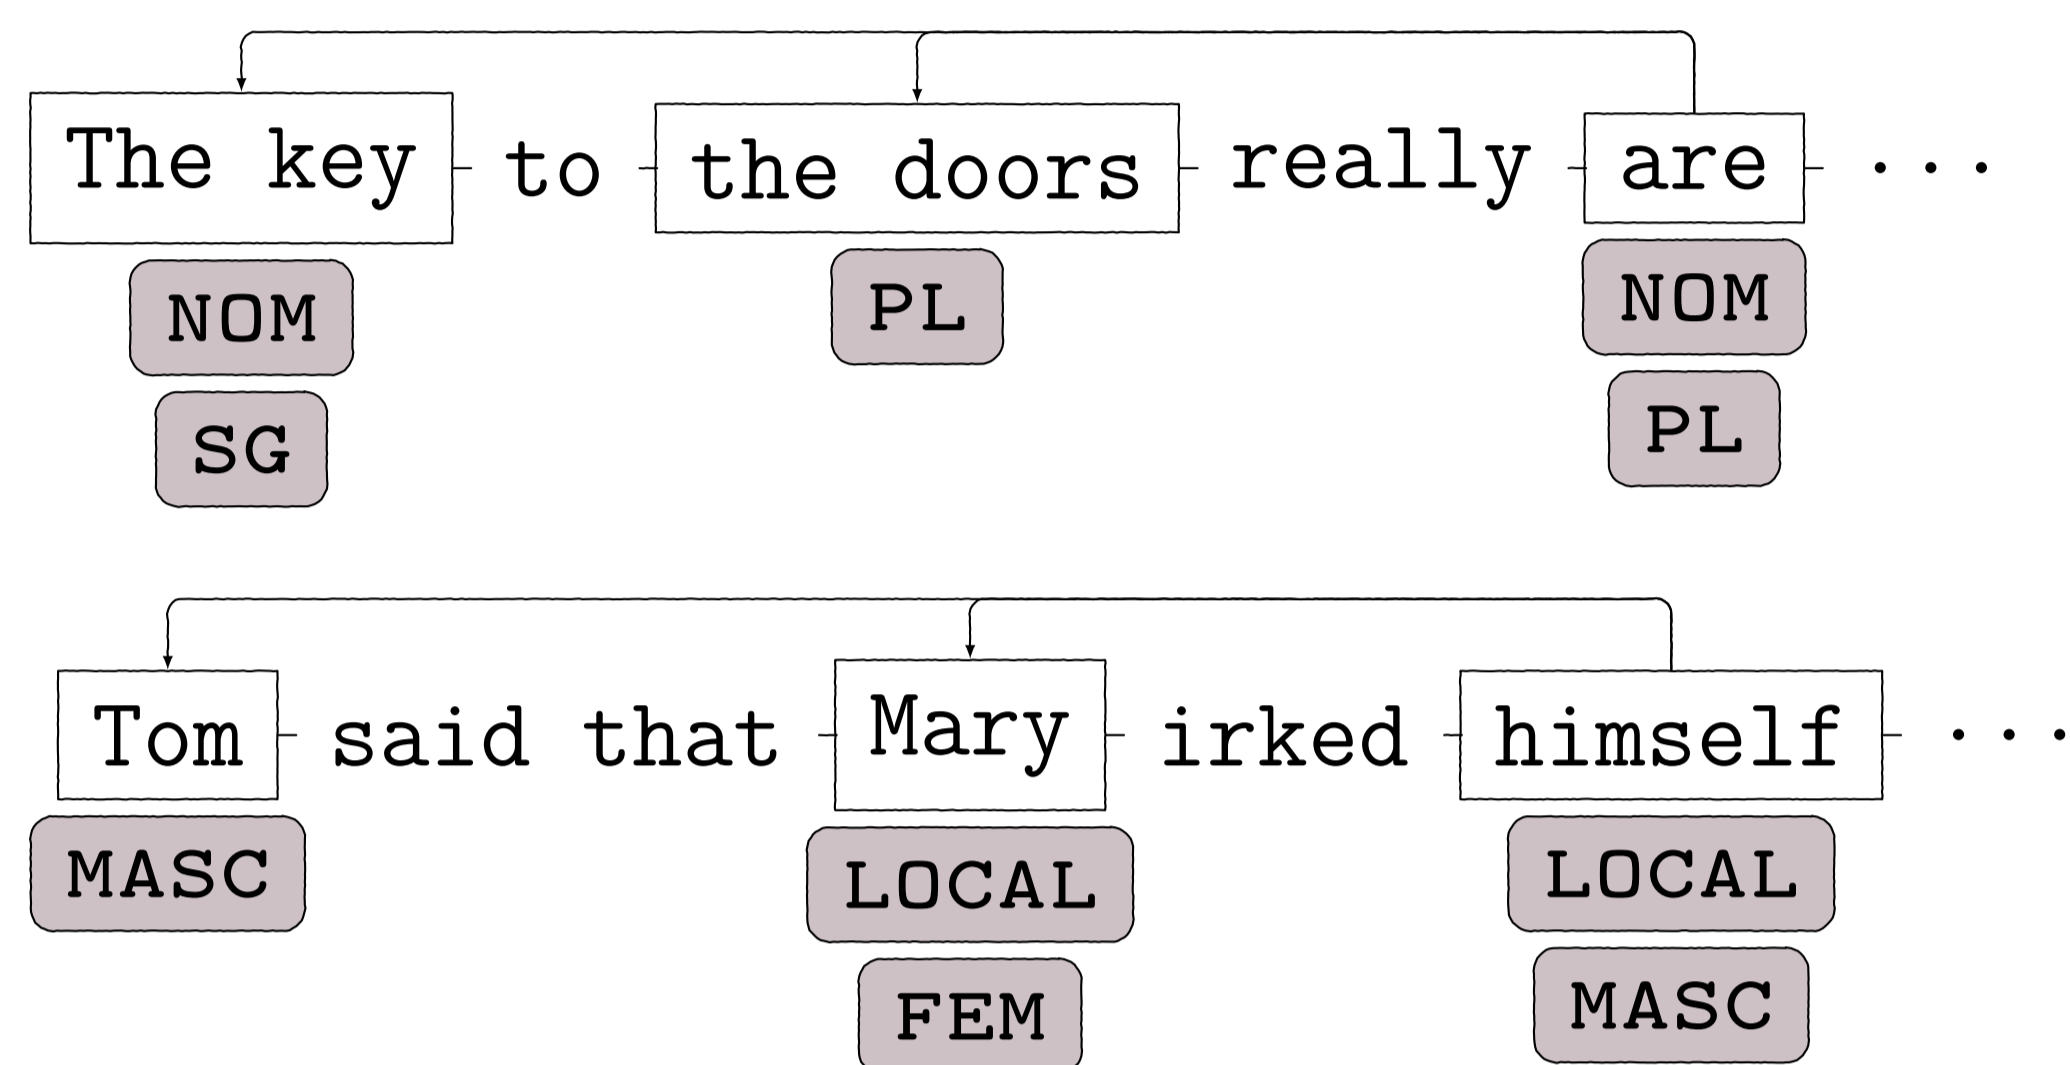 The key to the doors really are ...
NOM PL NOM
SG PL
Tom said that Mary irked himself ...
MASC LOCAL LOCAL
FEM MASC